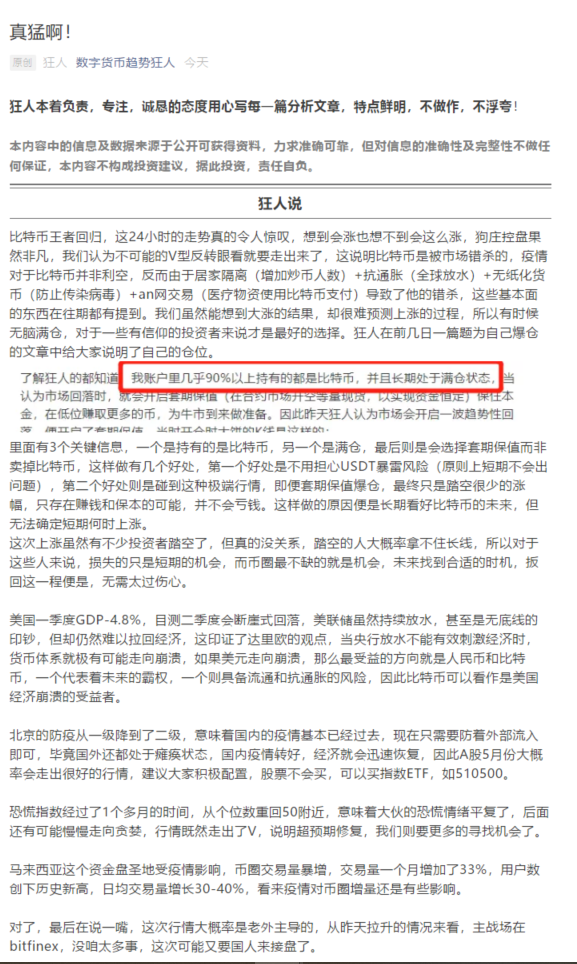 真猛啊！
原创 狂人 数字货币趋势狂人 今天
狂人本着负责，专注，诚恳的态度用心写每一篇分析文章，特点鲜明，不做作，不浮夸！
本内容中的信息及数据来源于公开可获得资料，力求准确可靠，但对信息的准确性及完整性不做任
何保证，本内容不构成投资建议，据此投资，责任自负。
狂人说
比特币王者回归，这24小时的走势真的令人惊叹，想到会涨也想不到会这么涨，狗庄控盘果
然非凡，我们认为不可能的V型反转眼看就要走出来了，这说明比特币是被市场错杀的，疫情
对于比特币并非利空，反而由于居家隔离（增加炒币人数）+抗通胀（全球放水）+无纸化货
币（防止传染病毒）+an网交易（医疗物资使用比特币支付）导致了他的错杀，这些基本面
的东西在往期都有提到。我们虽然能想到大涨的结果，却很难预测上涨的过程，所以有时候
无脑满仓，对于一些有信仰的投资者来说才是最好的选择。狂人在前几日一篇题为自己爆仓
的文章中给大家说明了自己的仓位。
了解狂人的都知道，我账户里几乎90%以上持有的都是比特币，并且长期处于满仓状态，当
认为市场回落时，就会开启套期保值（在合约市场开空等量现货，以实现资金恒定）保住本
金，在低位赚取更多的币，为牛市到来做准备。因此昨天狂人认为市场会开启一波趋势性回
落，便开启了套期保值，当时开仓时大饼的K线是这样的：
里面有3个关键信息，一个是持有的是比特币，另一个是满仓，最后则是会选择套期保值而非
卖掉比特币，这样做有几个好处，第一个好处是不用担心USDT暴雷风险（原则上短期不会出
问题），第二个好处则是碰到这种极端行情，即便套期保值爆仓，最终只是踏空很少的涨
幅，只存在赚钱和保本的可能，并不会亏钱。这样做的原因便是长期看好比特币的未来，但
无法确定短期何时上涨。
这次上涨虽然有不少投资者踏空了，但真的没关系，踏空的人大概率拿不住长线，所以对于
这些人来说，损失的只是短期的机会，而币圈最不缺的就是机会，未来找到合适的时机，扳
回这一程便是，无需太过伤心。
美国一季度GDP-4.8%，目测二季度会断崖式回落，美联储虽然持续放水，甚至是无底线的
印钞，但却仍然难以拉回经济，这印证了达里欧的观点，当央行放水不能有效刺激经济时，
货币体系就极有可能走向崩溃，如果美元走向崩溃，那么最受益的方向就是人民币和比特
币，一个代表着未来的霸权，一个则具备流通和抗通胀的风险，因此比特币可以看作是美国
经济崩溃的受益者。
北京的防疫从一级降到了二级，意味着国内的疫情基本已经过去，现在只需要防着外部流入
即可，毕竟国外还都处于瘫痪状态，国内疫情转好，经济就会迅速恢复，因此A股5月份大概
率会走出很好的行情，建议大家积极配置，股票不会买，可以买指数ETF，如510500。
恐慌指数经过了1个多月的时间，从个位数重回50附近，意味着大伙的恐慌情绪平复了，后面
还有可能慢慢走向贪婪，行情既然走出了V，说明超预期修复，我们则要更多的寻找机会了。
马来西亚这个资金盘圣地受疫情影响，币圈交易量暴增，交易量一个月增加了33%，用户数
创下历史新高，日均交易量增长30-40%，看来疫情对币圈增量还是有些影响。
对了，最后在说一嘴，这次行情大概率是老外主导的，从昨天拉升的情况来看，主战场在
bitfinex，没咱太多事，这次可能又要国人来接盘了。